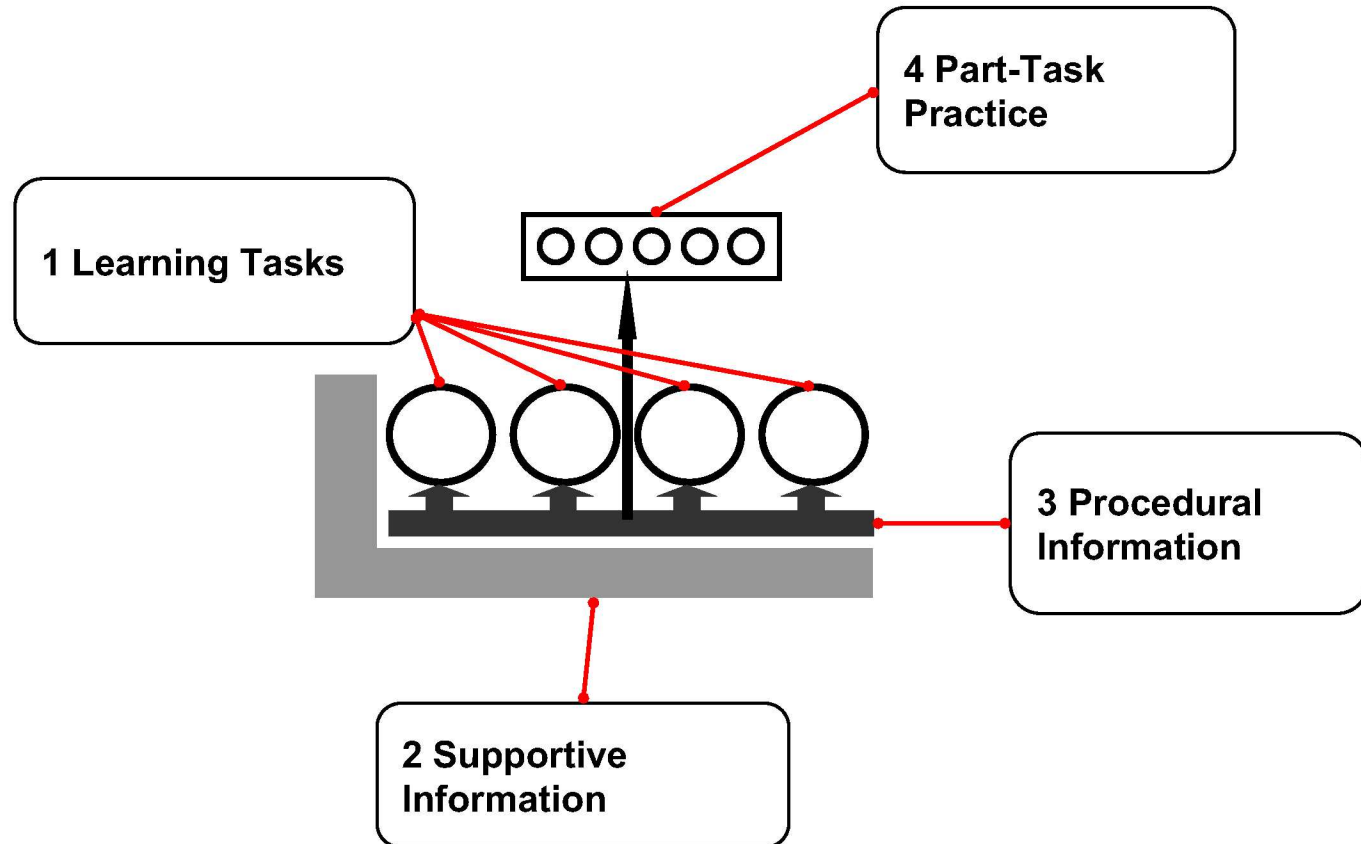 4 Part-Task
Practice
1 Learning Tasks
3 Procedural
Information
2 Supportive
Information